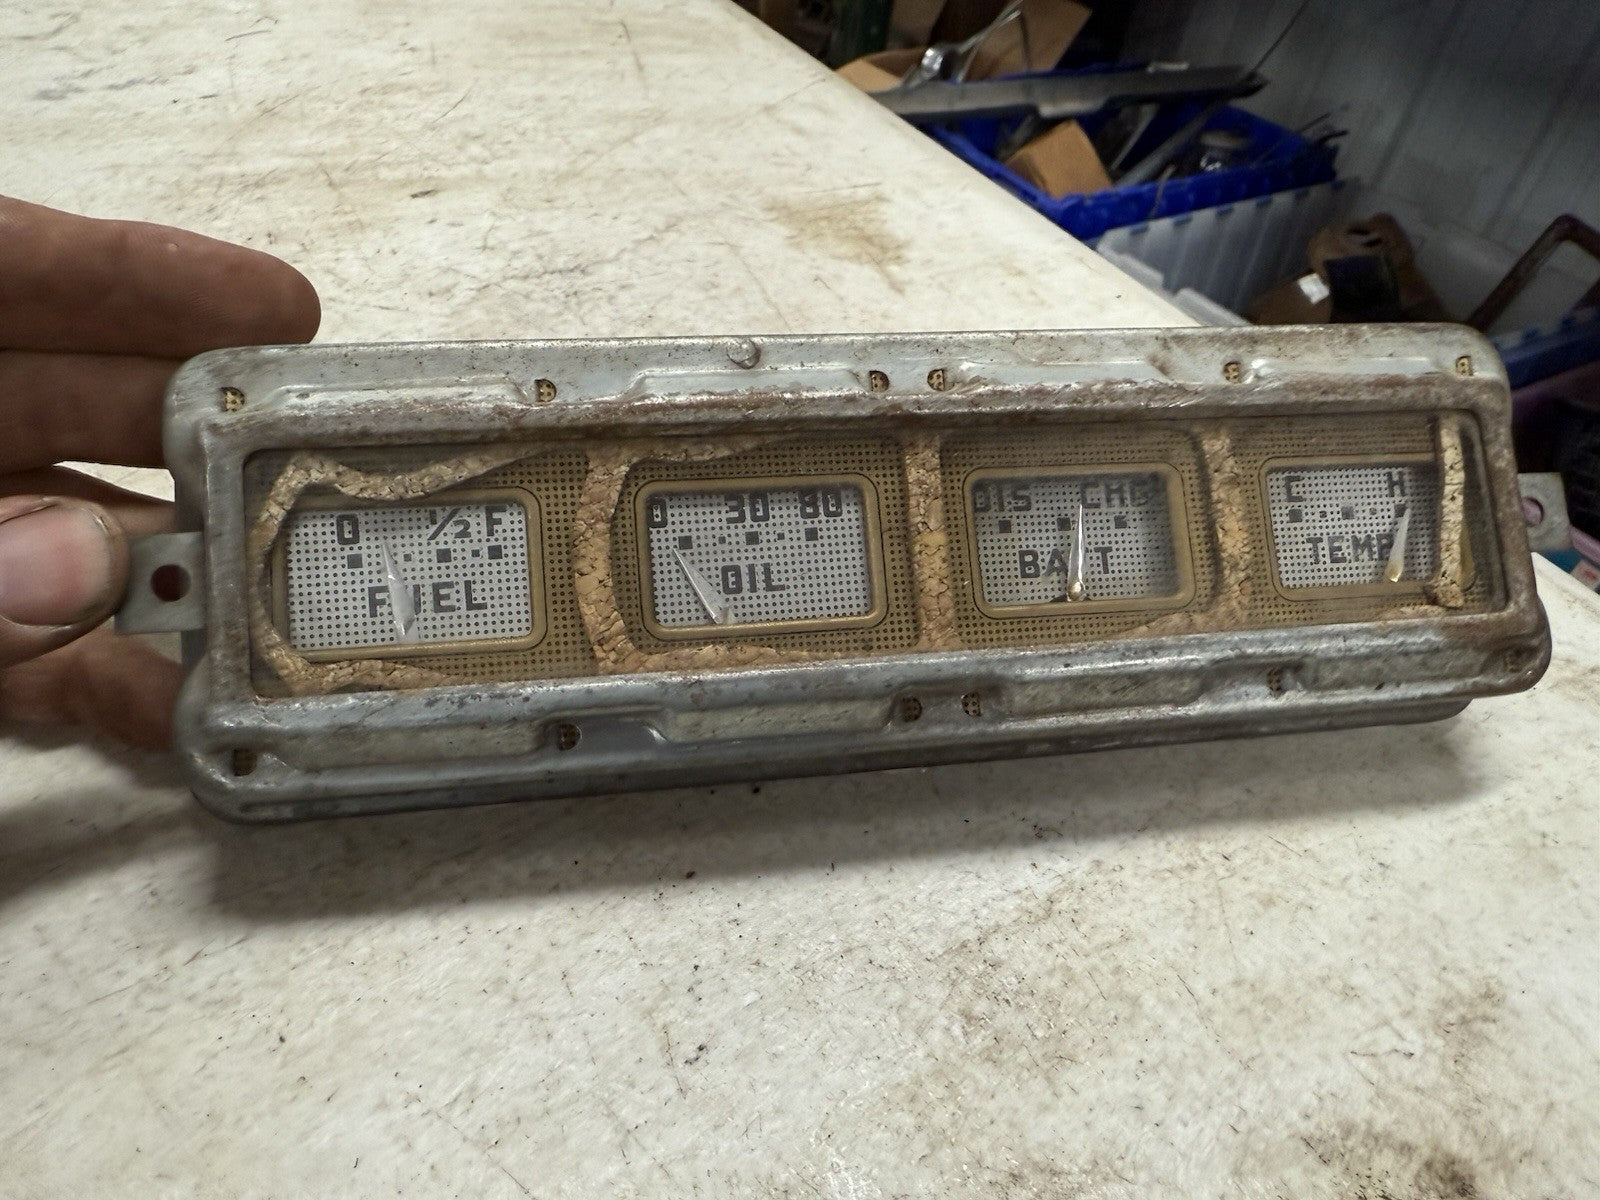 0 1/2 F
FUEL
0 30 80
OIL
DIS CHG
BATT
C H
TEMP